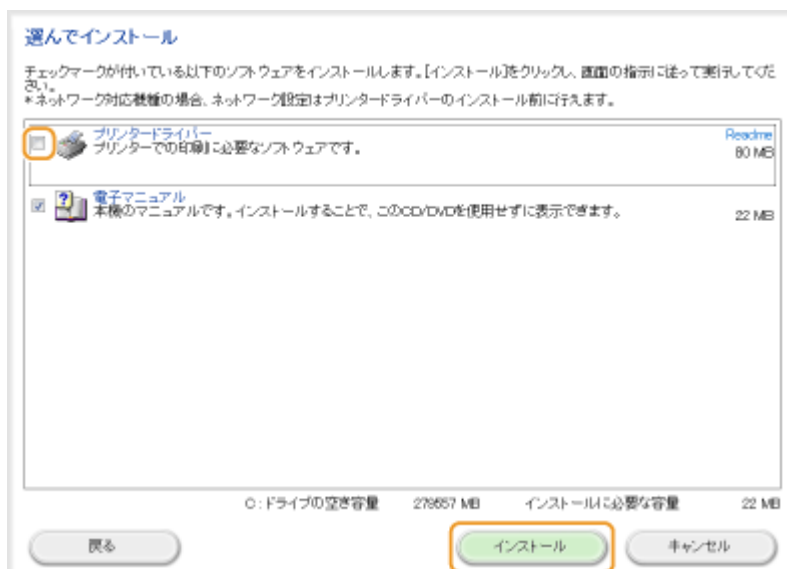 選んでインストール
チェックマークが付いている以下のソフトウェアをインストールします。[インストール]をクリックし、画面の指示に従って実行してくだ
さい。
*ネットワーク対応機種の場合、ネットワーク設定はプリンタードライバーのインストール前に行えます。
プリンタードライバー Readme
プリンターでの印刷に必要なソフトウェアです。 80 MB
電子マニュアル
本機のマニュアルです。インストールすることで、このCD/DVDを使用せずに表示できます。 22 MB
C:ドライブの空き容量 279657 MB インストールに必要な容量 22 MB
戻る インストール キャンセル